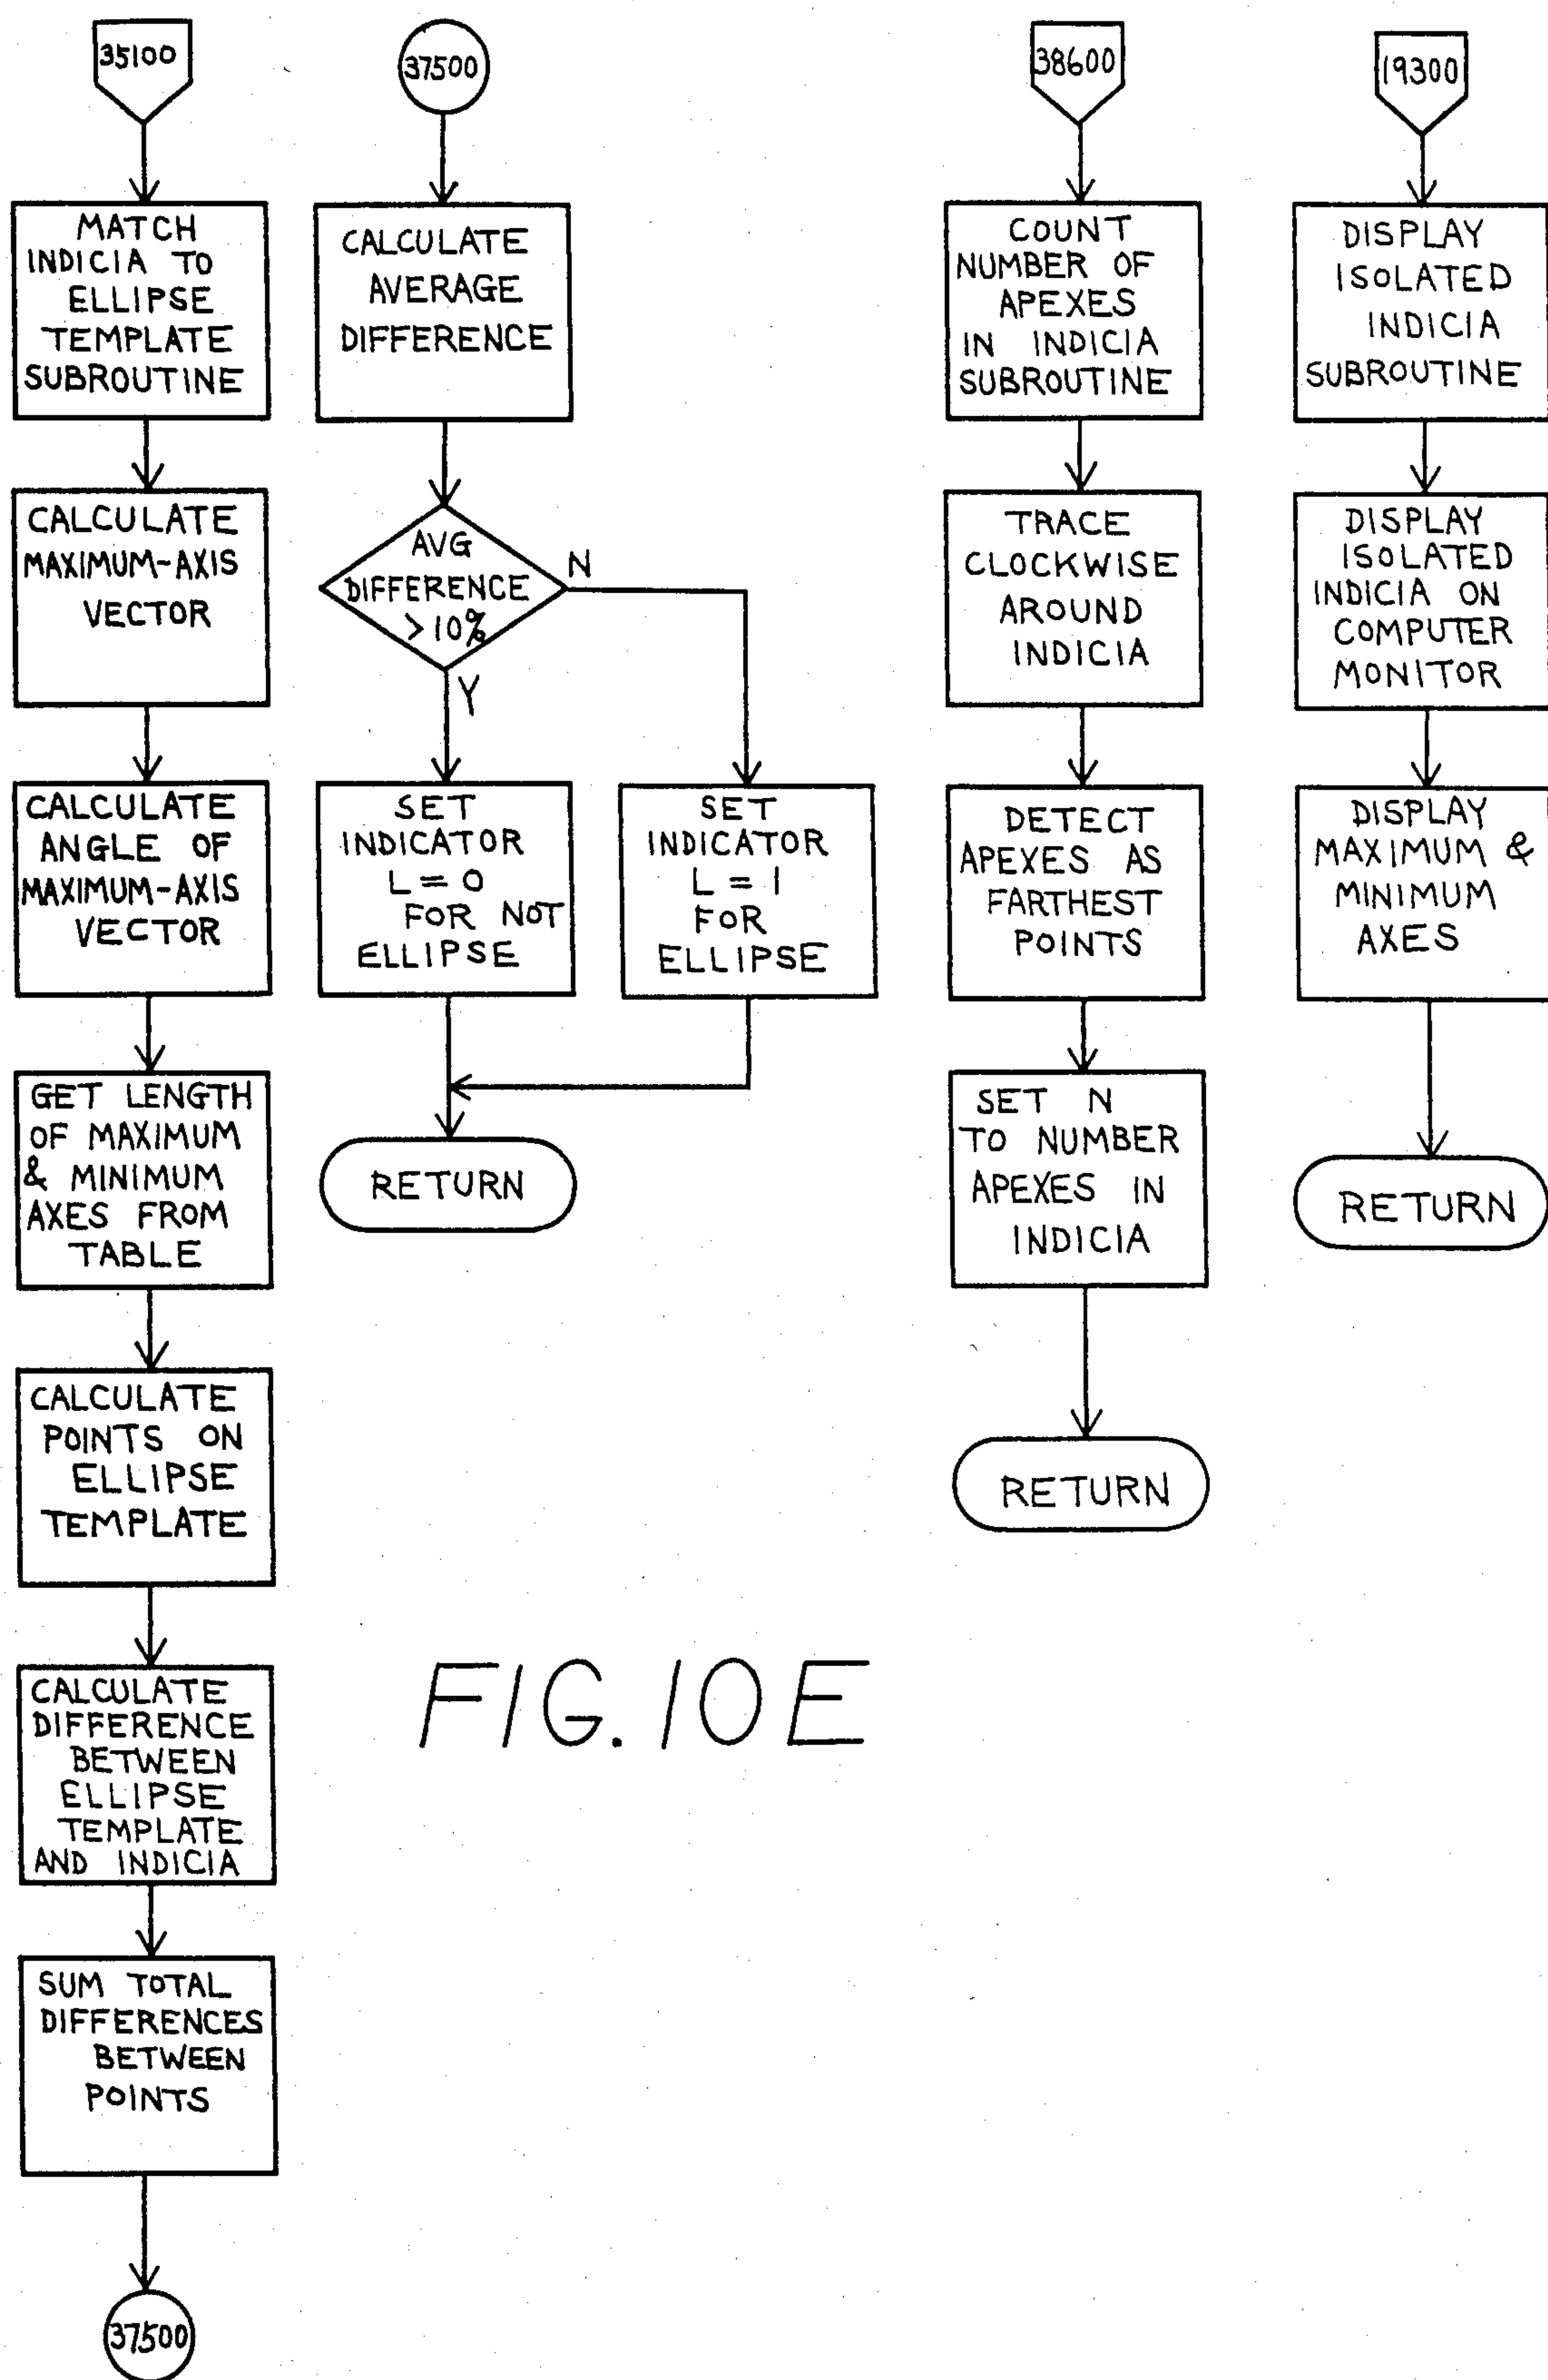 35100
MATCH
INDICIA TO
ELLIPSE
TEMPLATE
SUBROUTINE
CALCULATE
MAXIMUM-AXIS
VECTOR
CALCULATE
ANGLE OF
MAXIMUM-AXIS
VECTOR
GET LENGTH
OF MAXIMUM
& MINIMUM
AXES FROM
TABLE
CALCULATE
POINTS ON
ELLIPSE
TEMPLATE
CALCULATE
DIFFERENCE
BETWEEN
ELLIPSE
TEMPLATE
AND INDICIA
SUM TOTAL
DIFFERENCES
BETWEEN
POINTS
37500
37500
CALCULATE
AVERAGE
DIFFERENCE
AVG
DIFFERENCE
> 10%
N
Y
SET
INDICATOR
L = 0
FOR NOT
ELLIPSE
SET
INDICATOR
L = 1
FOR
ELLIPSE
RETURN
38600
COUNT
NUMBER OF
APEXES
IN INDICIA
SUBROUTINE
TRACE
CLOCKWISE
AROUND
INDICIA
DETECT
APEXES AS
FARTHEST
POINTS
SET N
TO NUMBER
APEXES IN
INDICIA
RETURN
19300
DISPLAY
ISOLATED
INDICIA
SUBROUTINE
DISPLAY
ISOLATED
INDICIA ON
COMPUTER
MONITOR
DISPLAY
MAXIMUM &
MINIMUM
AXES
RETURN
FIG. 10E